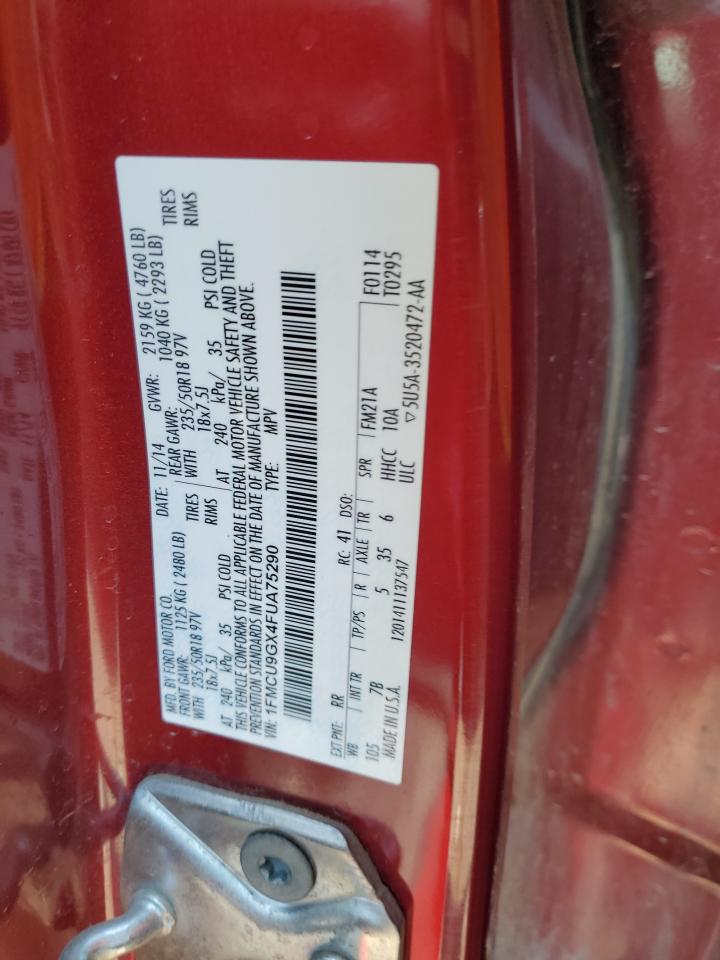 MFD. BY FORD MOTOR CO. DATE: 11/14 GVWR: 2159 KG ( 4760 LB)
FRONT GAWR: 1125 KG ( 2480 LB) REAR GAWR: 1040 KG ( 2293 LB)
WITH 235/50R18 97V TIRES WITH 235/50R18 97V TIRES
18x7.5J RIMS 18x7.5J RIMS
AT 240 kPa/ 35 PSI COLD AT 240 kPa/ 35 PSI COLD
THIS VEHICLE CONFORMS TO ALL APPLICABLE FEDERAL MOTOR VEHICLE SAFETY AND THEFT
PREVENTION STANDARDS IN EFFECT ON THE DATE OF MANUFACTURE SHOWN ABOVE.
VIN: 1FMCU9GX4FUA75290 TYPE: MPV
EXT PNT: RR RC: 41 DSO:
WB INT TR TP/PS R AXLE TR SPR FM21A F0114
105 7B 5 35 6 HHCC 10A T0295
MADE IN U.S.A. 1201411137547 ULC ▽5U5A-3520472-AA